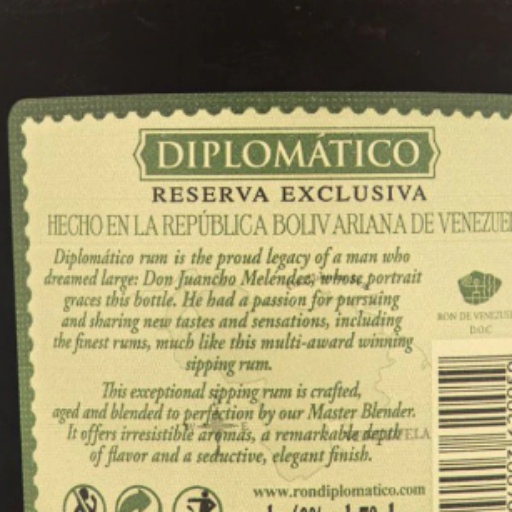 DIPLOMÁTICO
RESERVA EXCLUSIVA
HECHO EN LA REPÚBLICA BOLIVARIANA DE
Diplomático rum is the proud legacy of a man who
dreamed large: Don Juancho Meléndez, whose portrait
graces this bottle. He had a passion for pursuing
and sharing new tastes and sensations, including
the finest rums, much like this multi-award winning
sipping rum.
This exceptional sipping rum is crafted,
aged and blended to perfection by our Master Blender.
It offers irresistible aromas, a remarkable depth
of flavor and a seductive, elegant finish.
RON DE
D.O.C
www.rondiplomatico.com